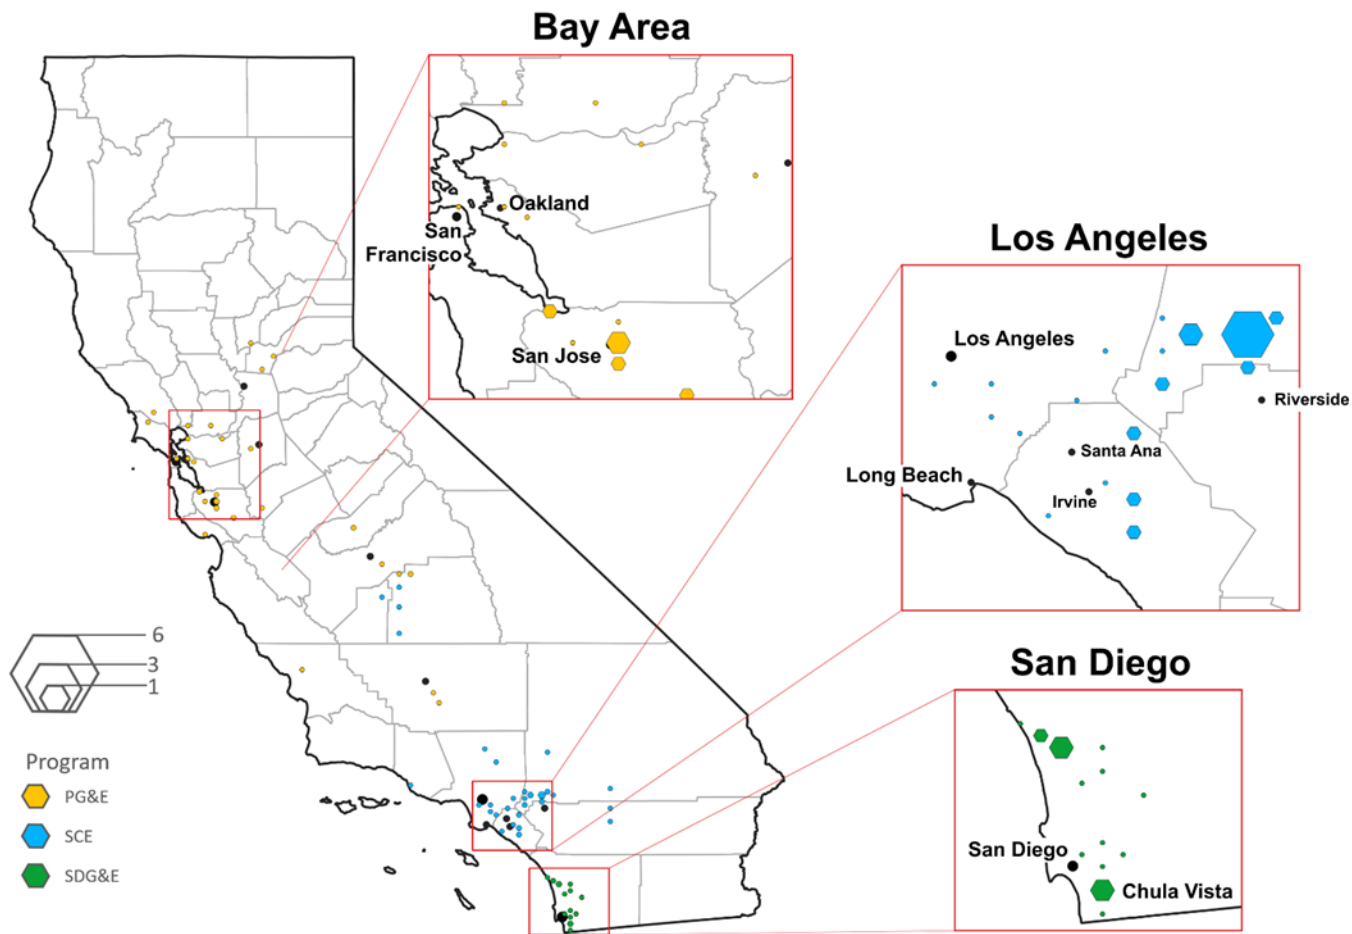 Bay Area
Oakland
San
Francisco
San Jose
Los Angeles
Los Angeles
Riverside
Santa Ana
Long Beach
Irvine
6
3
1
San Diego
San Diego
Chula Vista
Program
PG&E
SCE
SDG&E